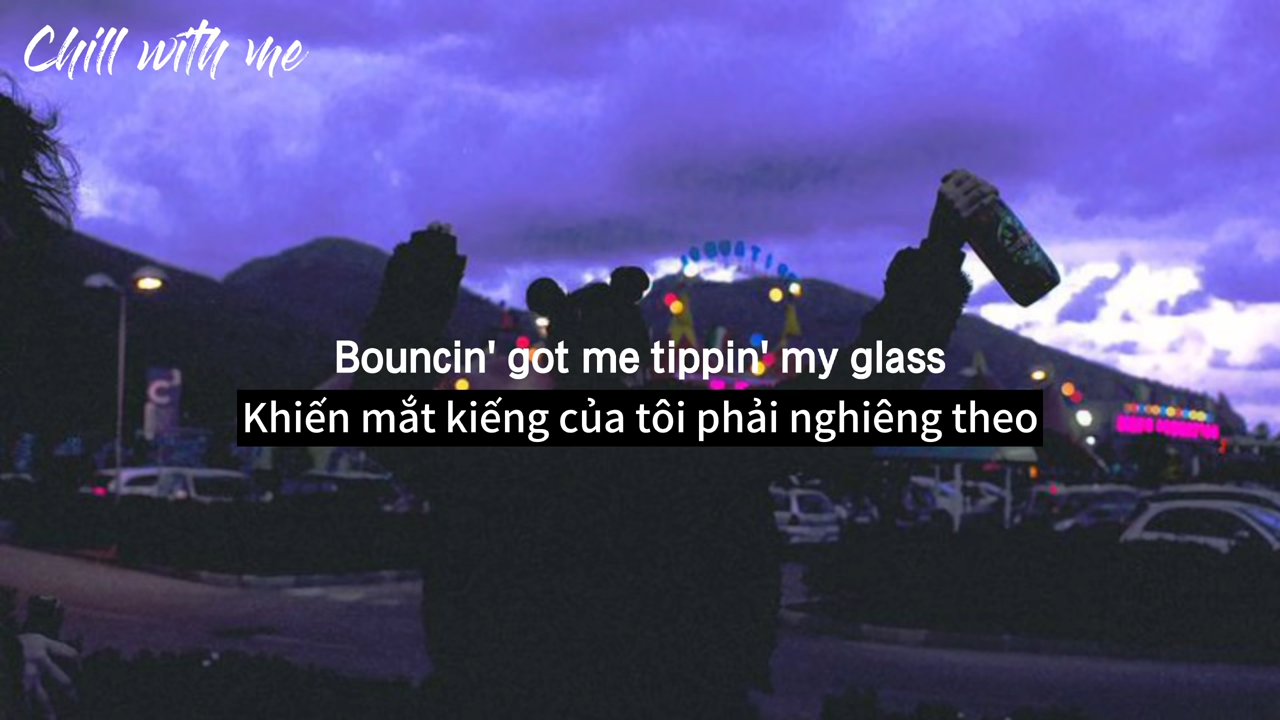 Chill with me
Bouncin' got me tippin' my glass
Khiến mắt kiếng của tôi phải nghiêng theo